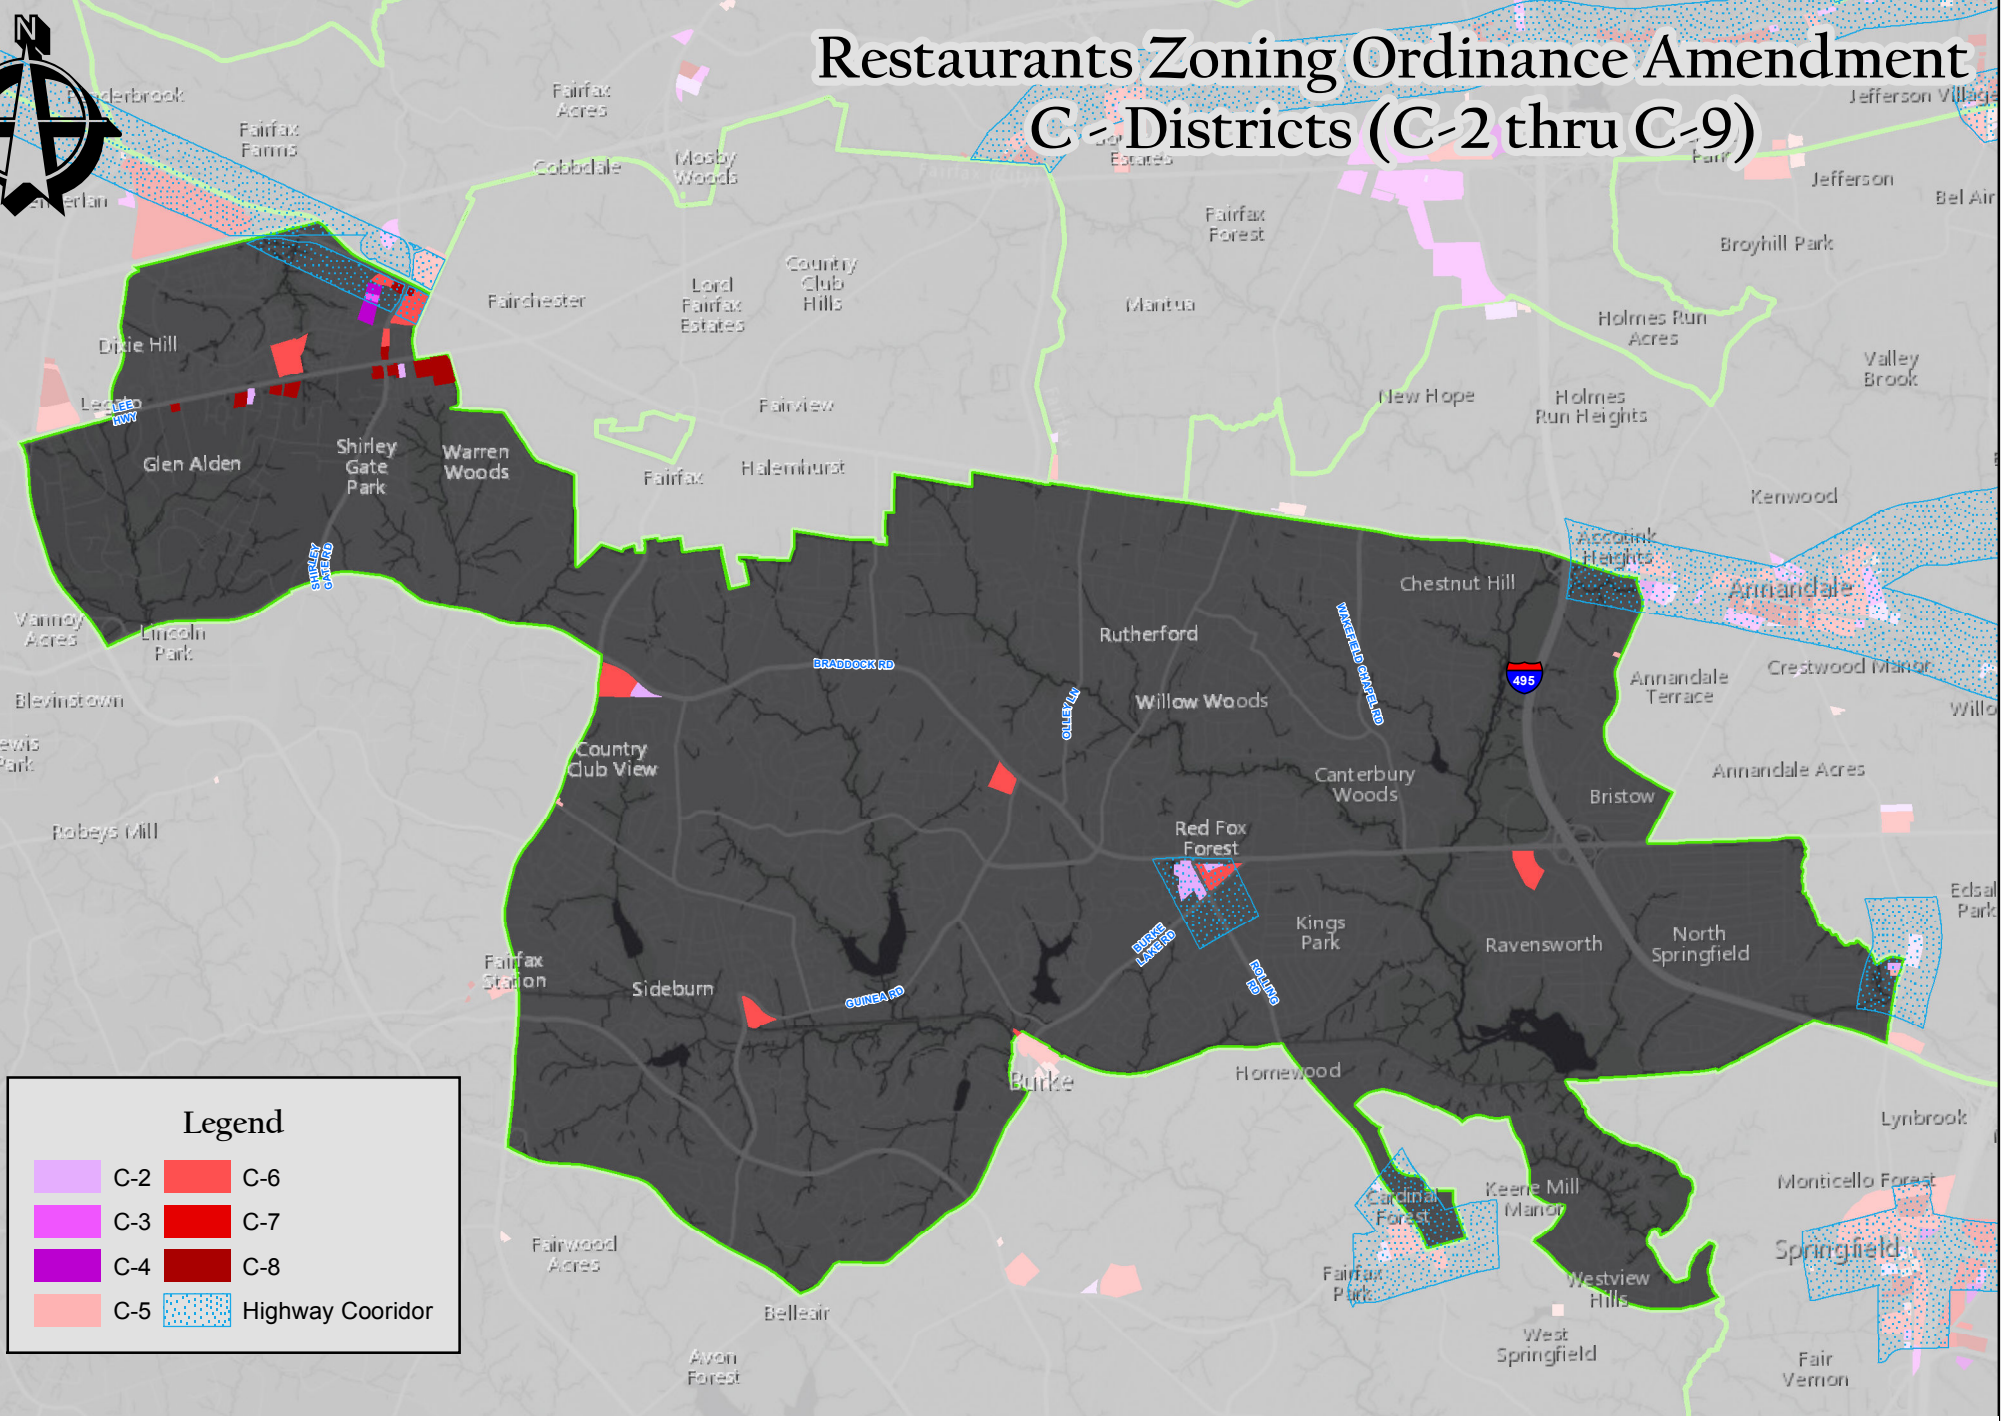 N
Restaurants Zoning Ordinance Amendment
C - Districts (C-2 thru C-9)
Fairfax
Acres
Fairfax
Farms
Cobbdale
Mosby
Woods
Estates
Jefferson Village
Jefferson
Bel Air
Fairfax
Forest
Broyhill Park
Country
Club
Hills
Lord
Fairfax
Estates
Fairchester
Mantua
Holmes Run
Acres
Dixie Hill
Valley
Brook
Legato
LEE
HWY
Fairview
New Hope
Holmes
Run Heights
Glen Alden
Shirley
Gate
Park
Warren
Woods
Fairfax
Halemhurst
Kenwood
Accotink
Heights
SHIRLEY
GATE RD
Chestnut Hill
Annandale
Vannoy
Acres
Lincoln
Park
Rutherford
WAKEFIELD CHAPEL RD
BRADDOCK RD
Crestwood Manor
495
Annandale
Terrace
Blevinstown
OLLEY LN
Willow Woods
Willo
ewis
Park
Country
Club View
Canterbury
Woods
Annandale Acres
Bristow
Robeys Mill
Red Fox
Forest
Edsal
Park
Kings
Park
BURKE
LAKE RD
Ravensworth
North
Springfield
Fairfax
Station
Sideburn
GUINEA RD
ROLLING
RD
Burke
Homewood
Lynbrook
Legend
C-2
C-6
C-3
C-7
C-4
C-8
C-5
Highway Cooridor
Cardinal
Forest
Keene Mill
Manor
Monticello Forest
Springfield
Fairwood
Acres
Fairfax
Park
Westview
Hills
Belleair
West
Springfield
Avon
Forest
Fair
Vernon